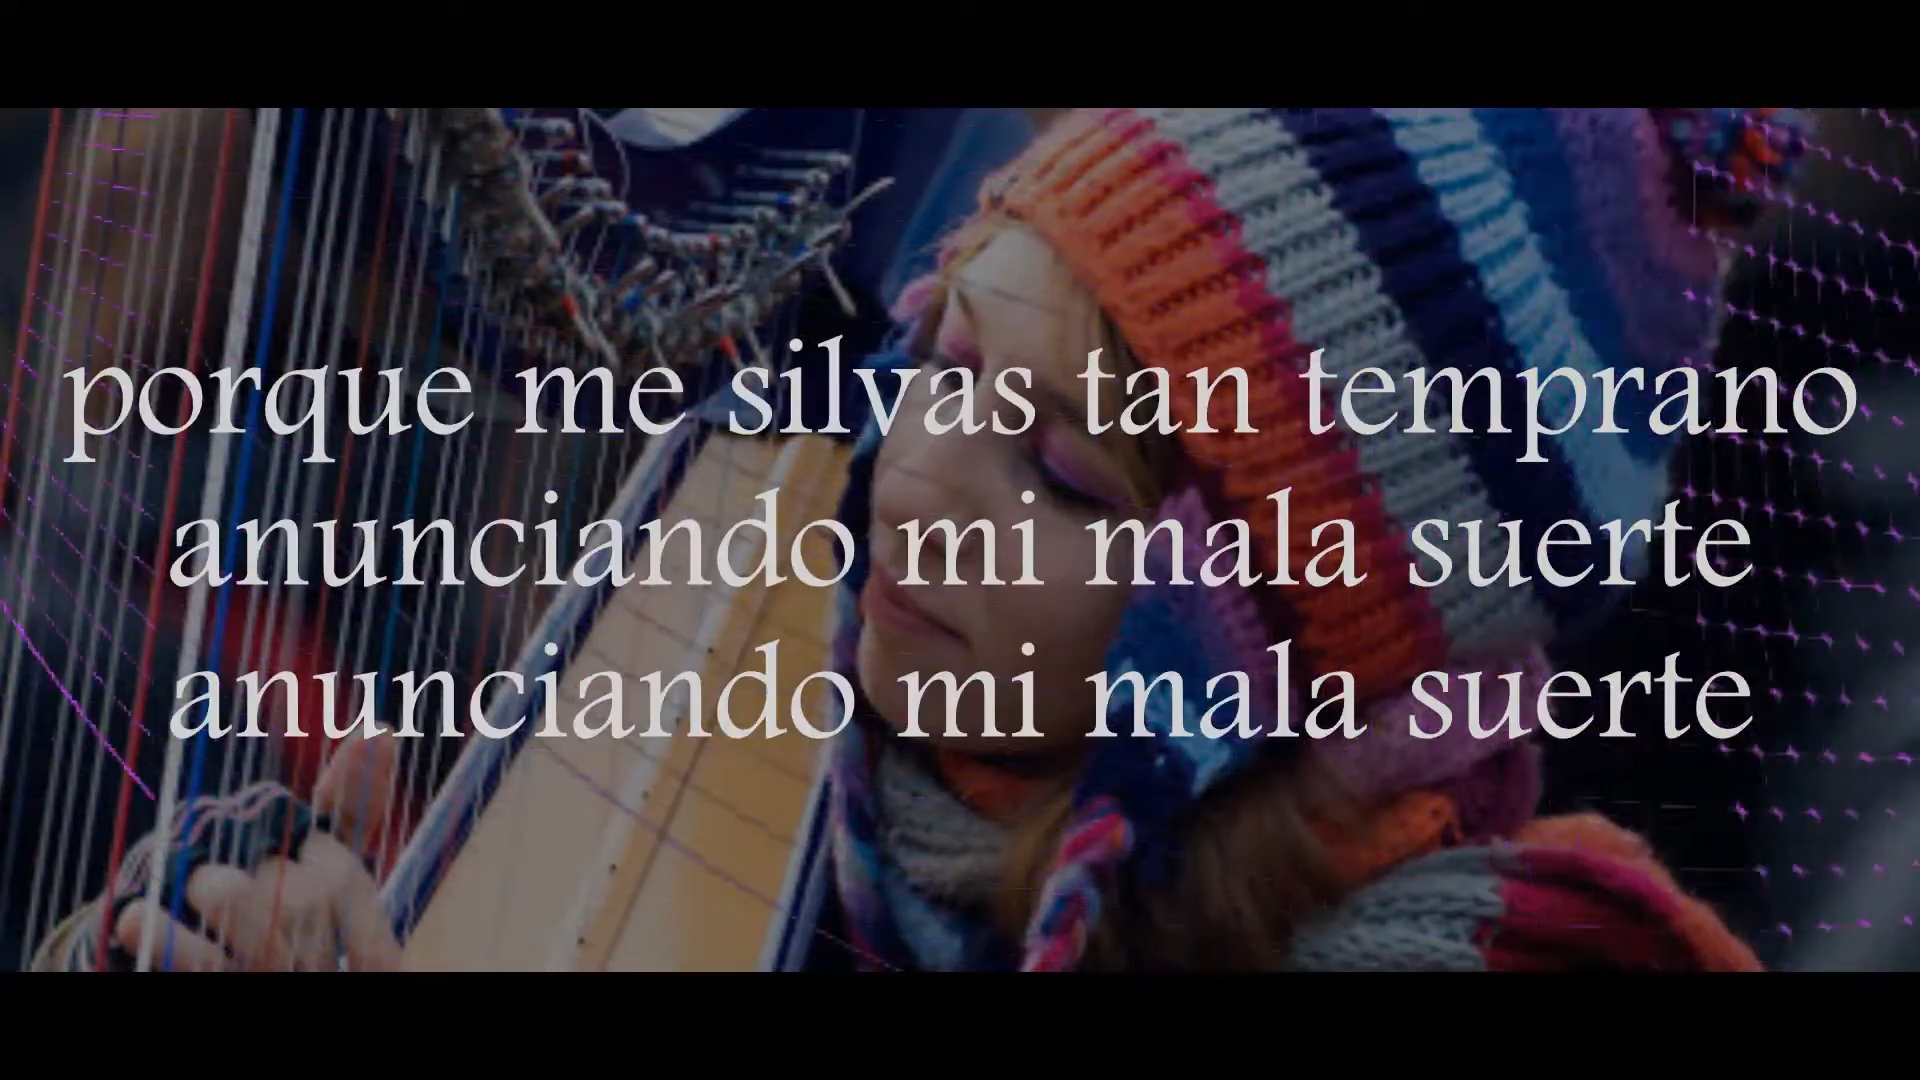 porque me silvas tan temprano
anunciando mi mala suerte
anunciando mi mala suerte